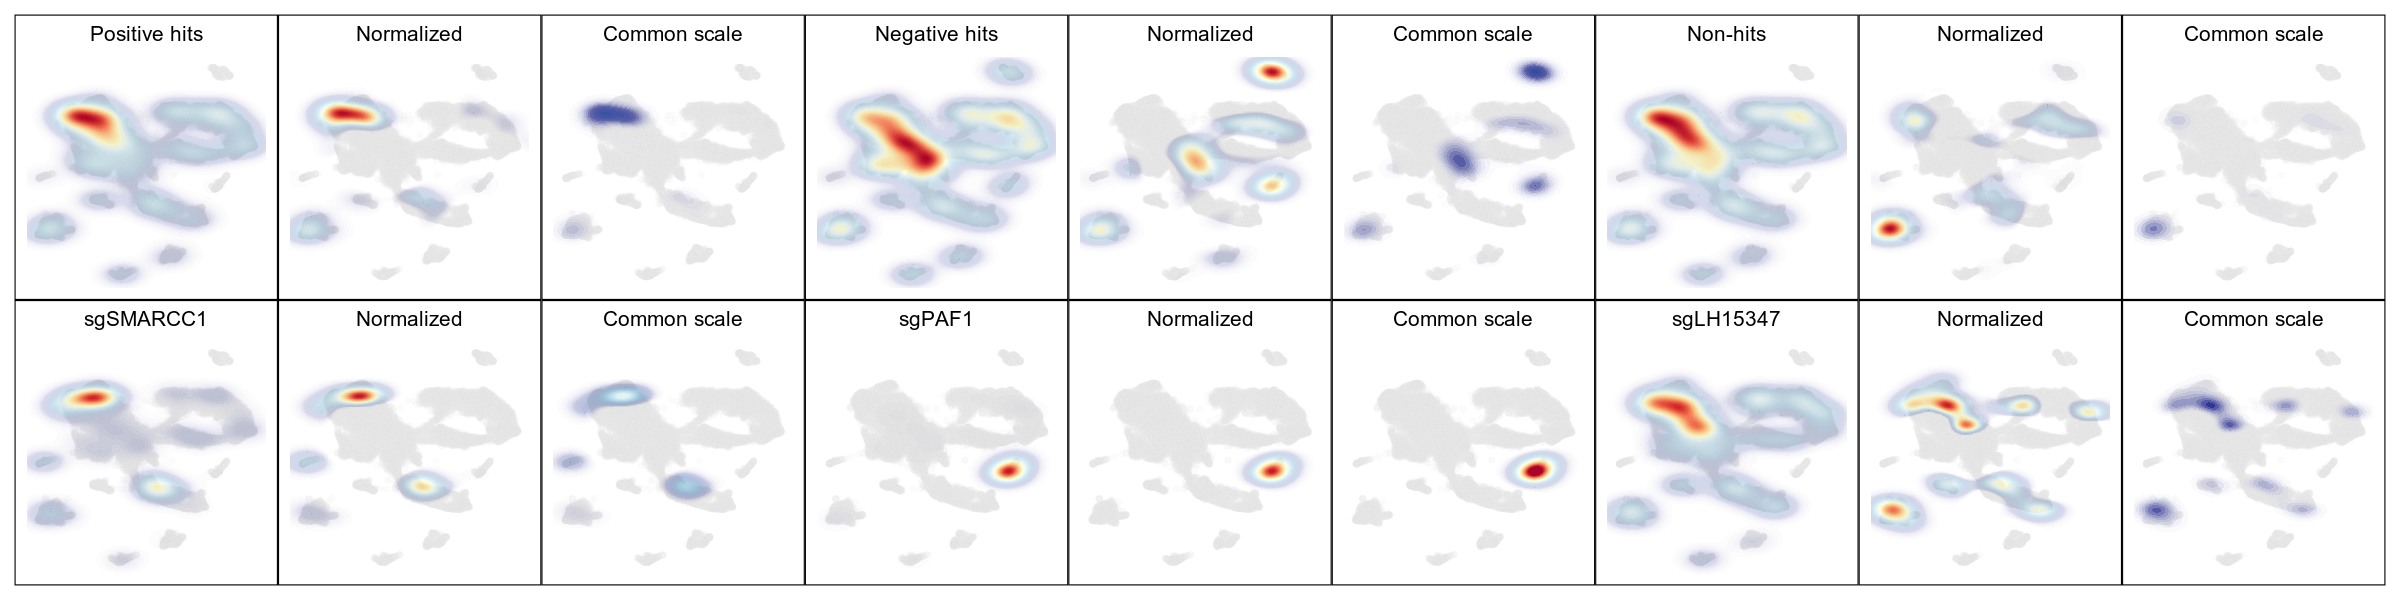 Positive hits
Normalized
Common scale
Negative hits
Normalized
Common scale
Non-hits
Normalized
Common scale
sgSMARCC1
Normalized
Common scale
sgPAF1
Normalized
Common scale
sgLH15347
Normalized
Common scale